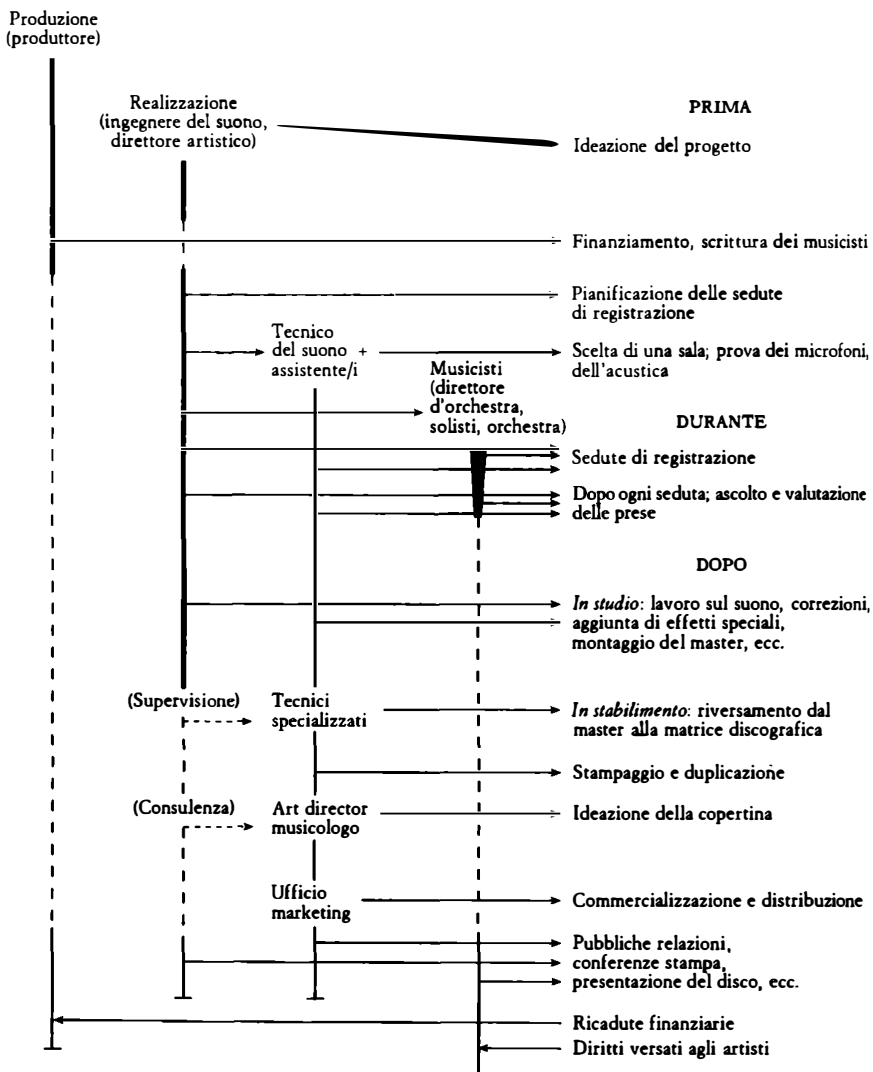 Produzione
(produttore)
Realizzazione
(ingegnere del suono,
direttore artistico)
PRIMA
Ideazione del progetto
Finanziamento, scrittura dei musicisti
Pianificazione delle sedute
di registrazione
Tecnico
del suono +
assistente/i
Scelta di una sala; prova dei microfoni,
dell'acustica
Musicisti
(direttore
d'orchestra,
solisti, orchestra)
DURANTE
Sedute di registrazione
Dopo ogni seduta; ascolto e valutazione
delle prese
DOPO
In studio: lavoro sul suono, correzioni,
aggiunta di effetti speciali,
montaggio del master, ecc.
(Supervisione)
Tecnici
specializzati
In stabilimento: riversamento dal
master alla matrice discografica
Stampaggio e duplicazione
(Consulenza)
Art director
musicologo
Ideazione della copertina
Ufficio
marketing
Commercializzazione e distribuzione
Pubbliche relazioni,
conferenze stampa,
presentazione del disco, ecc.
Ricadute finanziarie
Diritti versati agli artisti